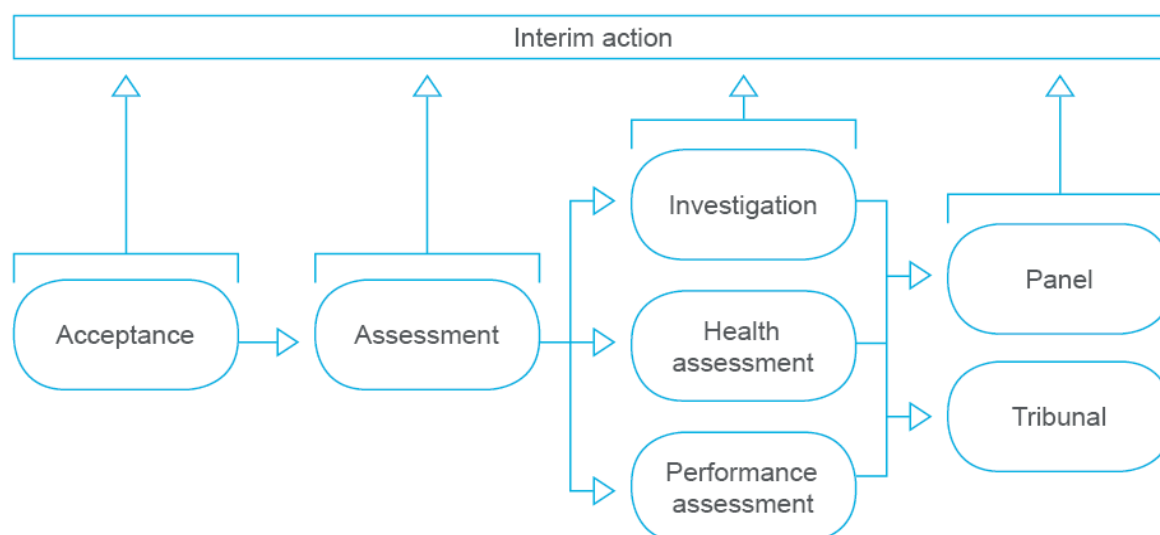 Interim action
Acceptance
Assessment
Investigation
Health
assessment
Performance
assessment
Panel
Tribunal